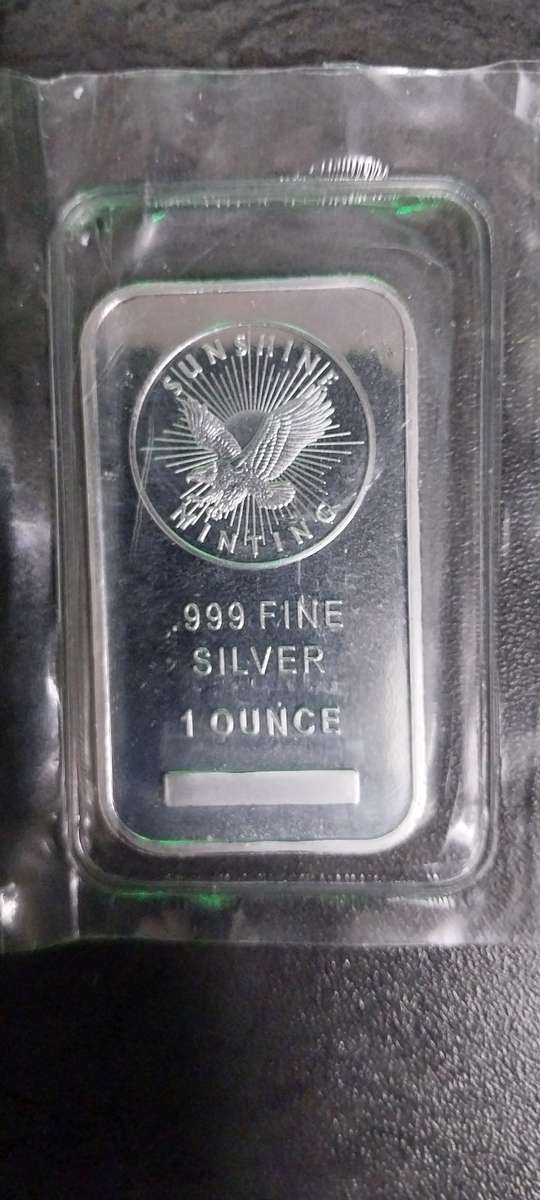 SUNSHINE
MINTING
.999 FINE
SILVER
1 OUNCE